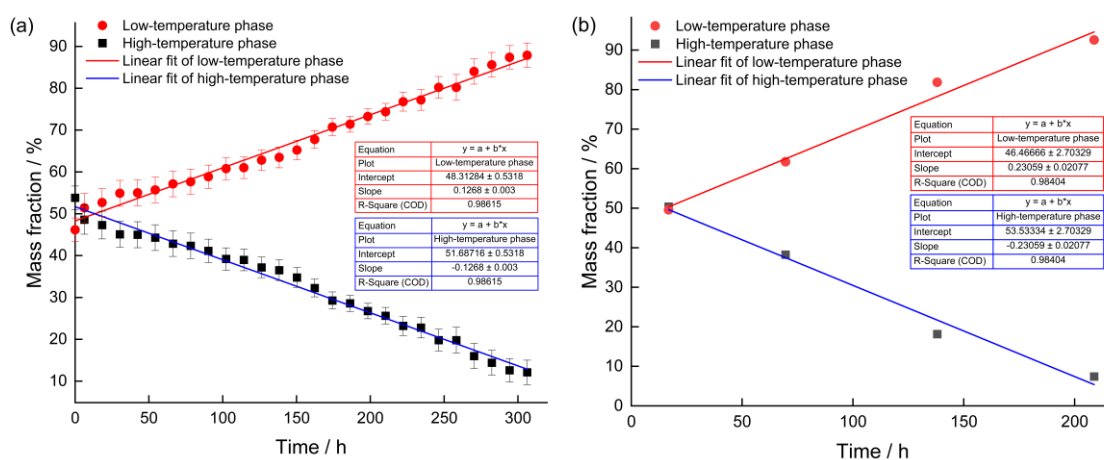 (a)
Low-temperature phase
High-temperature phase
Linear fit of low-temperature phase
Linear fit of high-temperature phase
90
80
70
60
50
40
30
20
10
Mass fraction / %
Equation y = a + b*x
Plot Low-temperature phase
Intercept 48.31284 ± 0.5318
Slope 0.1268 ± 0.003
R-Square (COD) 0.98615
Equation y = a + b*x
Plot High-temperature phase
Intercept 51.68716 ± 0.5318
Slope -0.1268 ± 0.003
R-Square (COD) 0.98615
0 50 100 150 200 250 300
Time / h
(b)
Low-temperature phase
High-temperature phase
Linear fit of low-temperature phase
Linear fit of high-temperature phase
90
80
70
60
50
40
30
20
10
0
Mass fraction / %
Equation y = a + b*x
Plot Low-temperature phase
Intercept 46.46666 ± 2.70329
Slope 0.23059 ± 0.02077
R-Square (COD) 0.98404
Equation y = a + b*x
Plot High-temperature phase
Intercept 53.53334 ± 2.70329
Slope -0.23059 ± 0.02077
R-Square (COD) 0.98404
0 50 100 150 200
Time / h